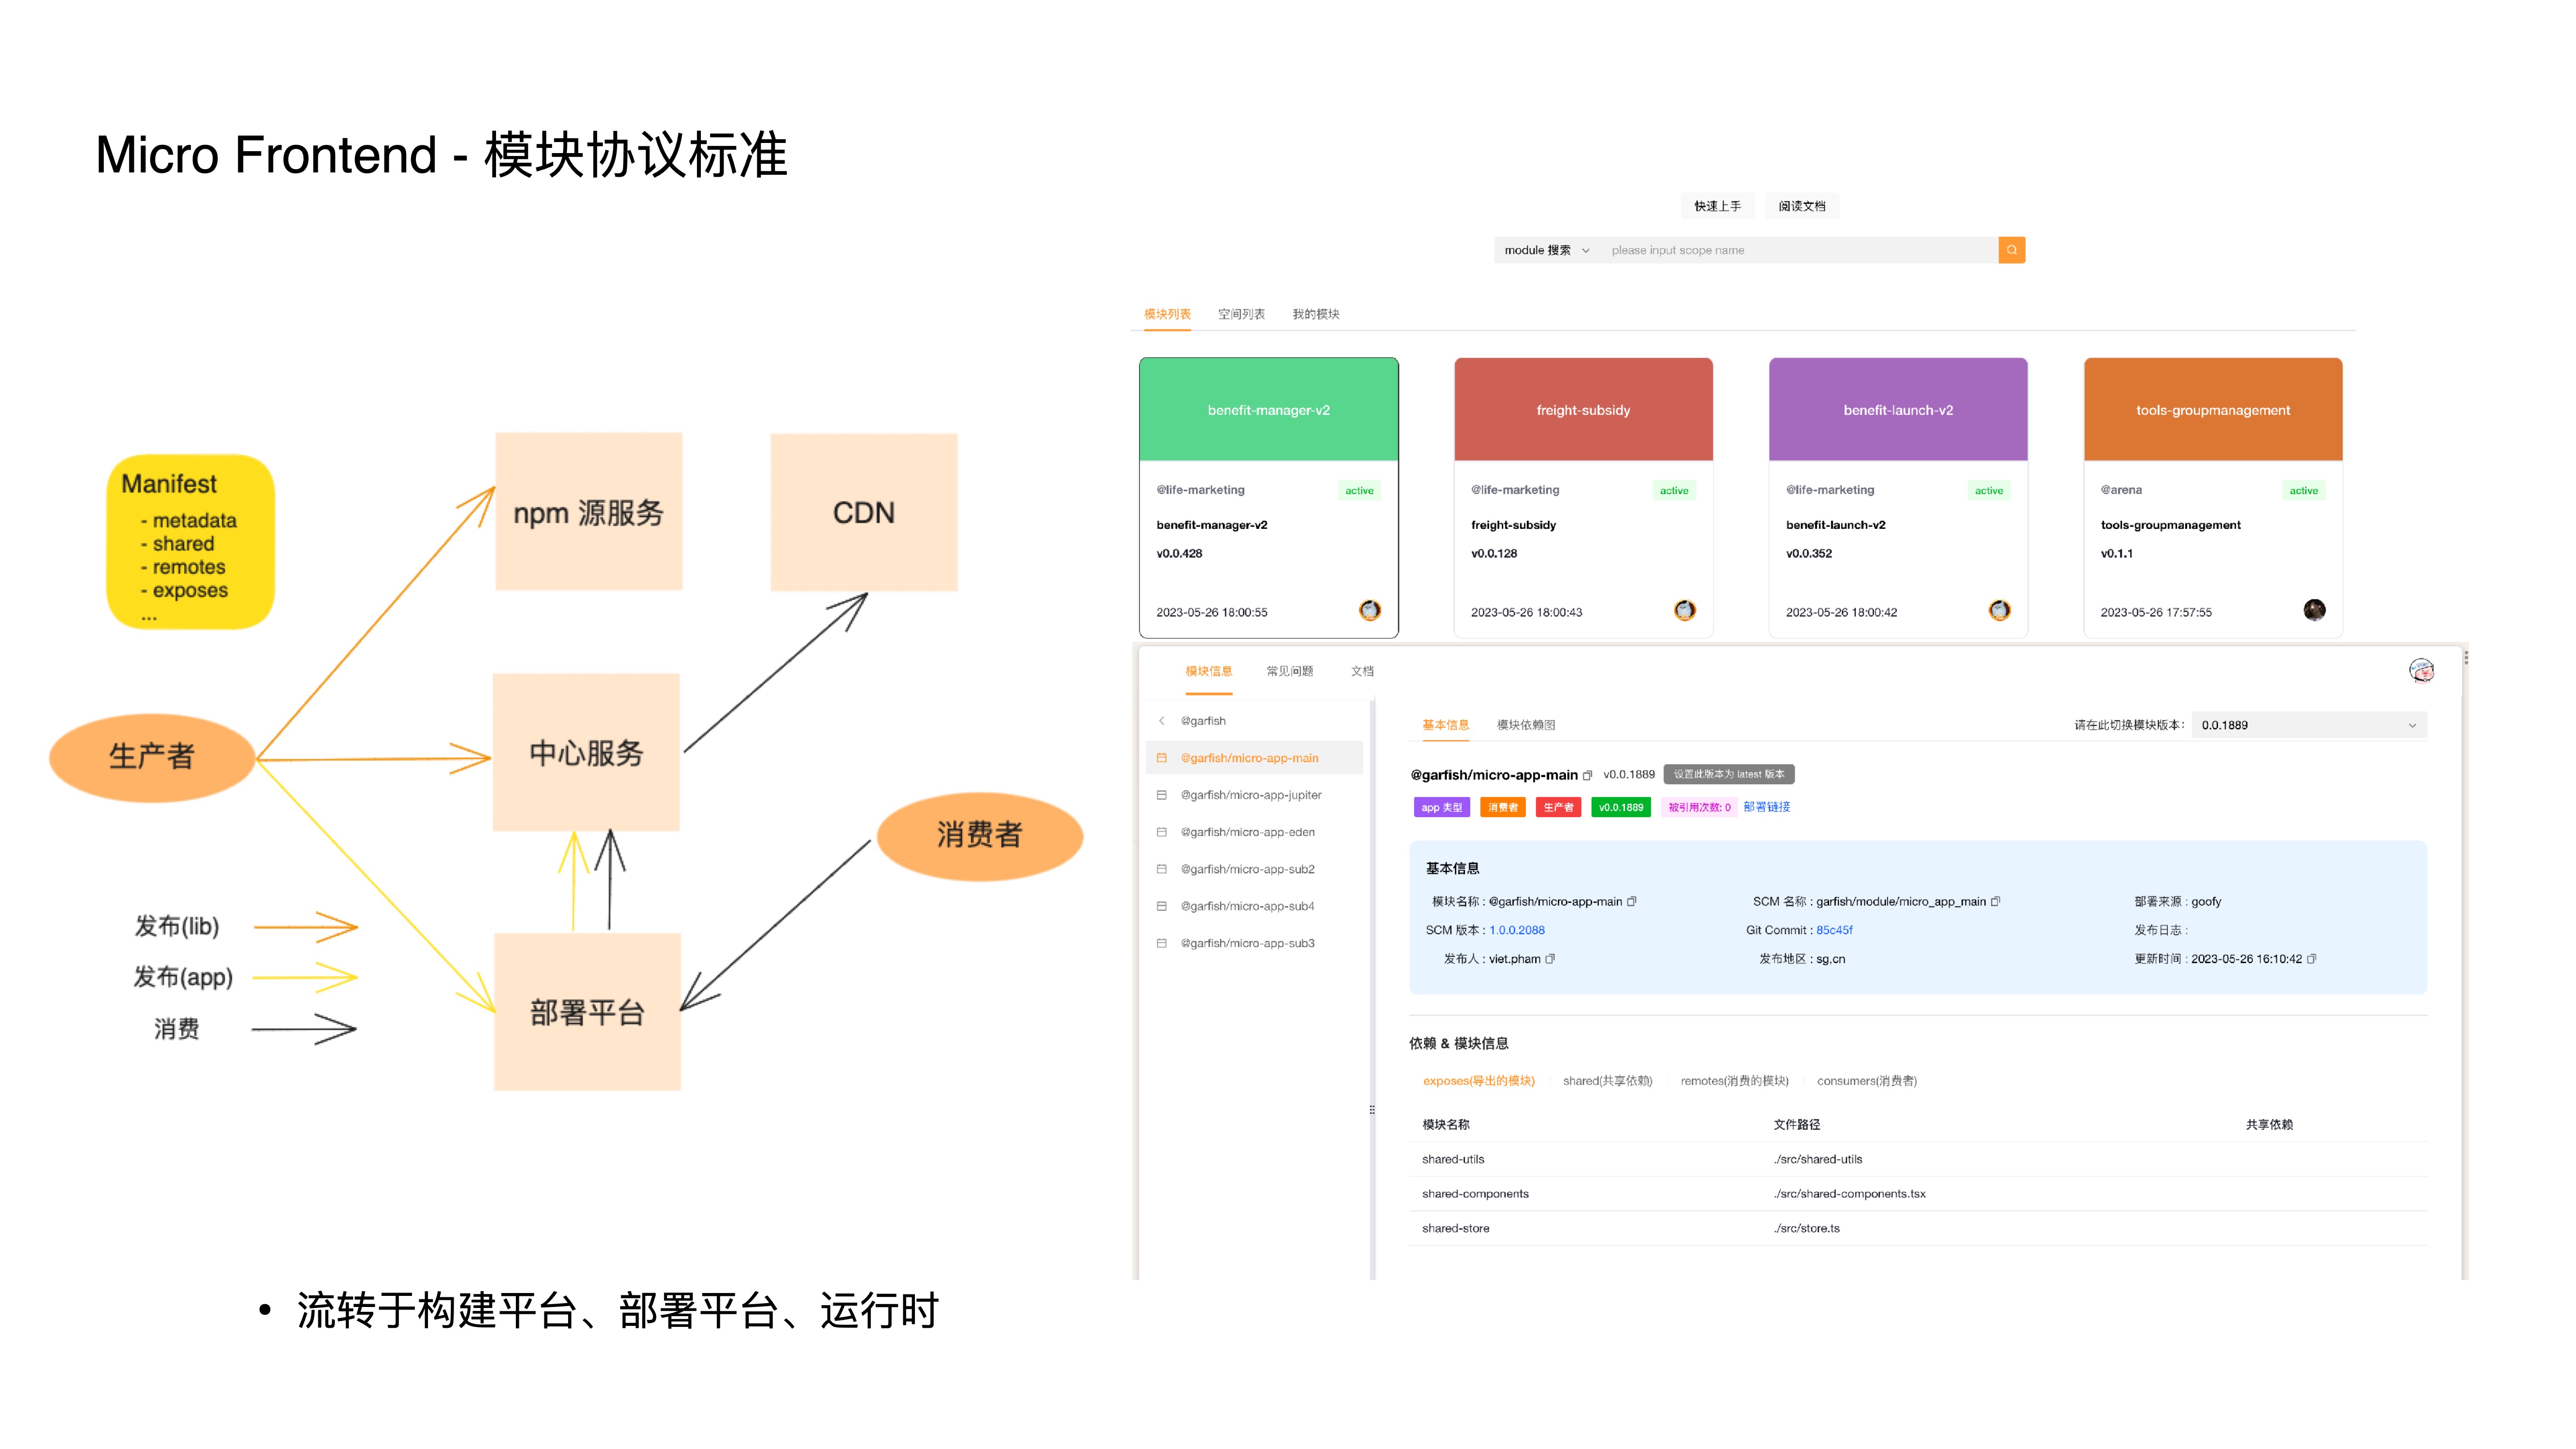 Micro Frontend - 模块协议标准
Manifest
- metadata
- shared
- remotes
- exposes
...
npm 源服务
CDN
生产者
中心服务
消费者
部署平台
发布(lib)
发布(app)
消费
• 流转于构建平台、部署平台、运行时
快速上手 阅读文档
module 搜索 please input scope name
模块列表 空间列表 我的模块
benefit-manager-v2
@life-marketing active
benefit-manager-v2
v0.0.428
2023-05-26 18:00:55
freight-subsidy
@life-marketing active
freight-subsidy
v0.0.128
2023-05-26 18:00:43
benefit-launch-v2
@life-marketing active
benefit-launch-v2
v0.0.352
2023-05-26 18:00:42
tools-groupmanagement
@arena active
tools-groupmanagement
v0.1.1
2023-05-26 17:57:55
模块信息 常见问题 文档
@garfish
@garfish/micro-app-main
@garfish/micro-app-jupiter
@garfish/micro-app-eden
@garfish/micro-app-sub2
@garfish/micro-app-sub4
@garfish/micro-app-sub3
基本信息 模块依赖图 请在此切换模块版本: 0.0.1889
@garfish/micro-app-main v0.0.1889 设置此版本为 latest 版本
app 类型 消费者 生产者 v0.0.1889 被引用次数: 0 部署链接
基本信息
模块名称 : @garfish/micro-app-main SCM 名称 : garfish/module/micro_app_main 部署来源 : goofy
SCM 版本 : 1.0.0.2088 Git Commit : 85c45f 发布日志 :
发布人 : viet.pham 发布地区 : sg,cn 更新时间 : 2023-05-26 16:10:42
依赖 & 模块信息
exposes(导出的模块) shared(共享依赖) remotes(消费的模块) consumers(消费者)
模块名称 文件路径 共享依赖
shared-utils ./src/shared-utils
shared-components ./src/shared-components.tsx
shared-store ./src/store.ts